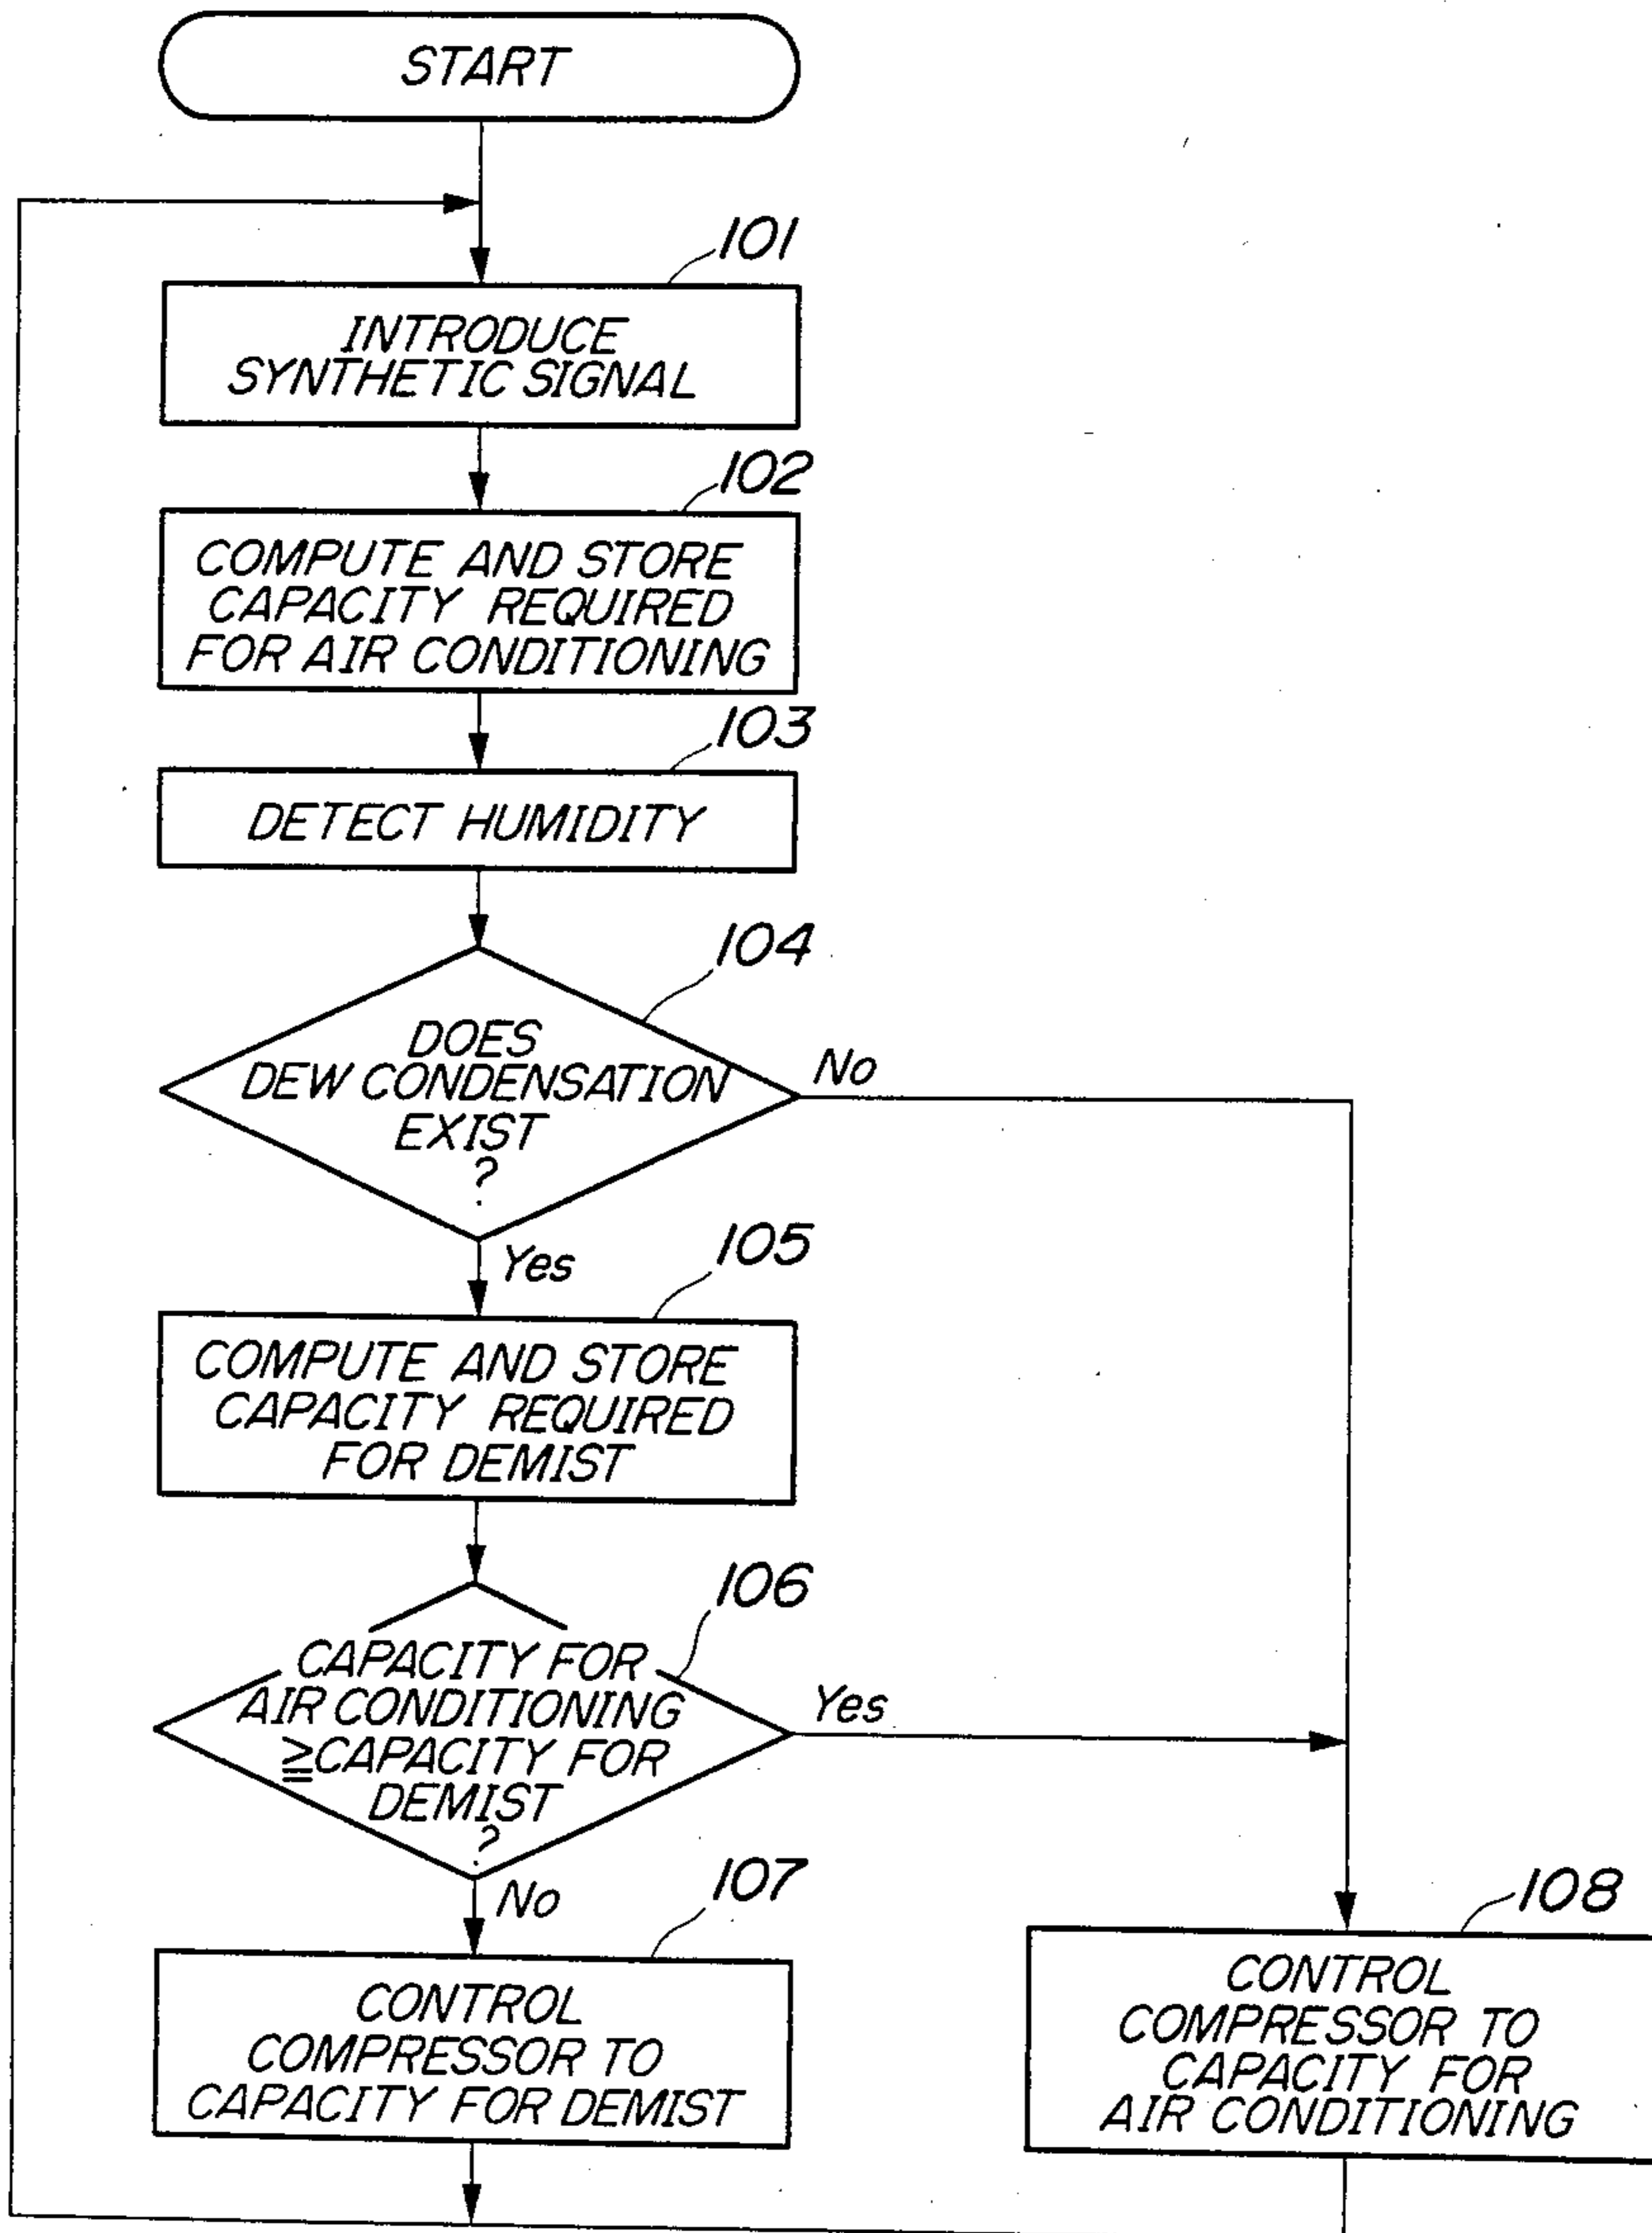 START
101
INTRODUCE
SYNTHETIC SIGNAL
102
COMPUTE AND STORE
CAPACITY REQUIRED
FOR AIR CONDITIONING
103
DETECT HUMIDITY
104
DOES
DEW CONDENSATION
EXIST
?
No
Yes
105
COMPUTE AND STORE
CAPACITY REQUIRED
FOR DEMIST
106
CAPACITY FOR
AIR CONDITIONING
≧CAPACITY FOR
DEMIST
?
Yes
No
107
CONTROL
COMPRESSOR TO
CAPACITY FOR DEMIST
108
CONTROL
COMPRESSOR TO
CAPACITY FOR
AIR CONDITIONING